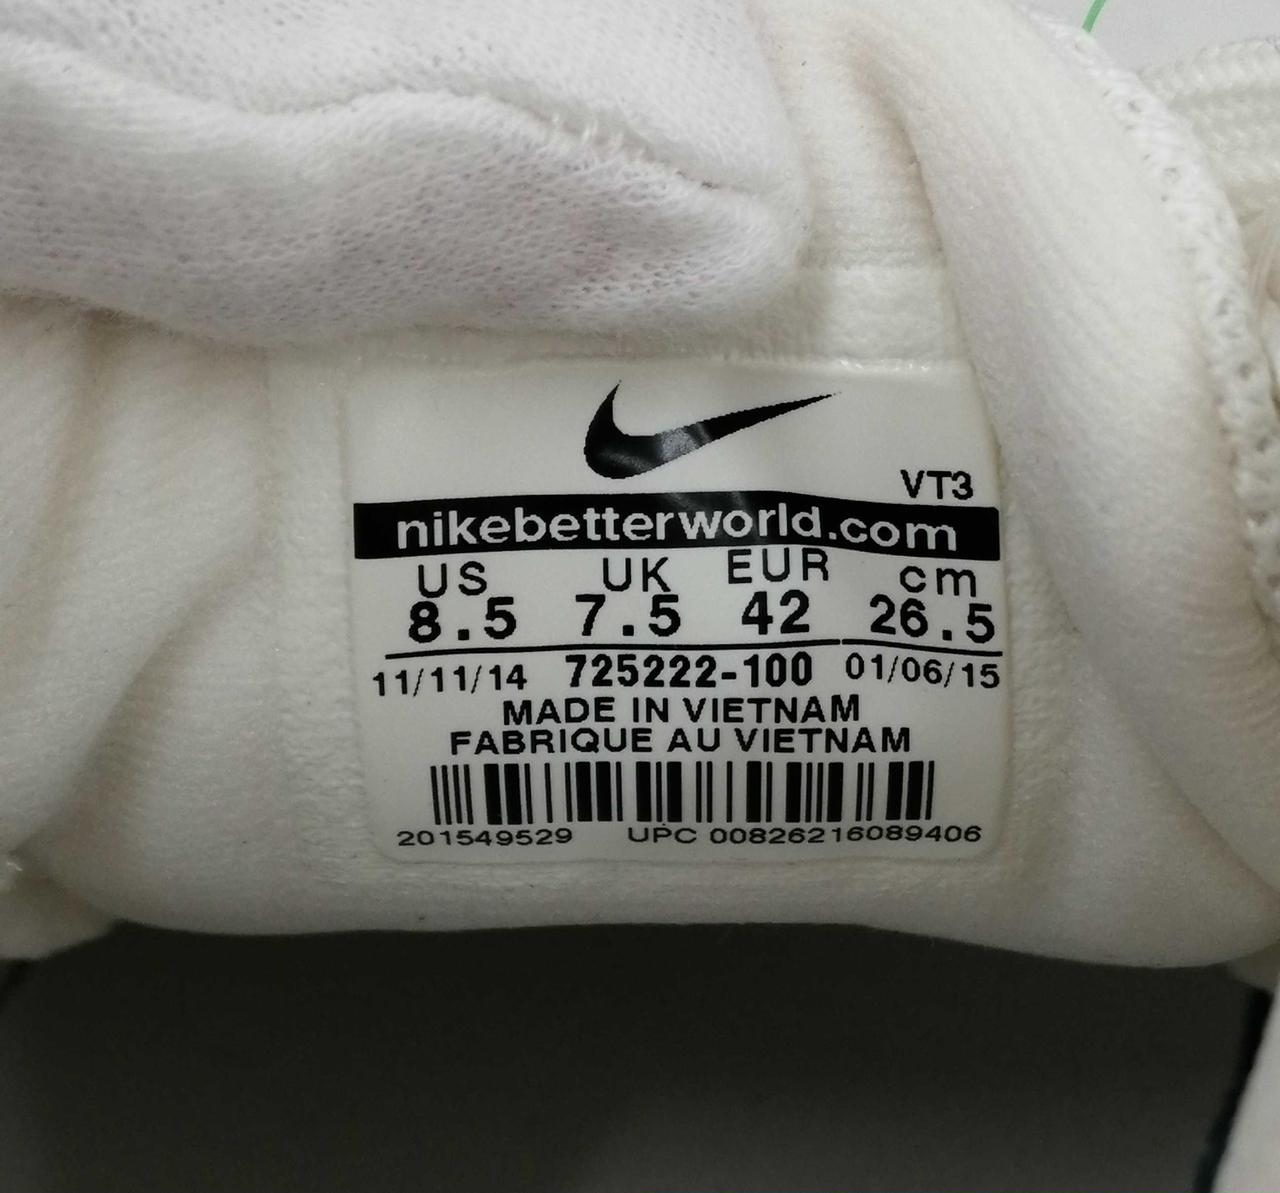 VT3
nikebetterworld.com
US UK EUR cm
8.5 7.5 42 26.5
11/11/14 725222-100 01/06/15
MADE IN VIETNAM
FABRIQUE AU VIETNAM
201549529 UPC 00826216089406